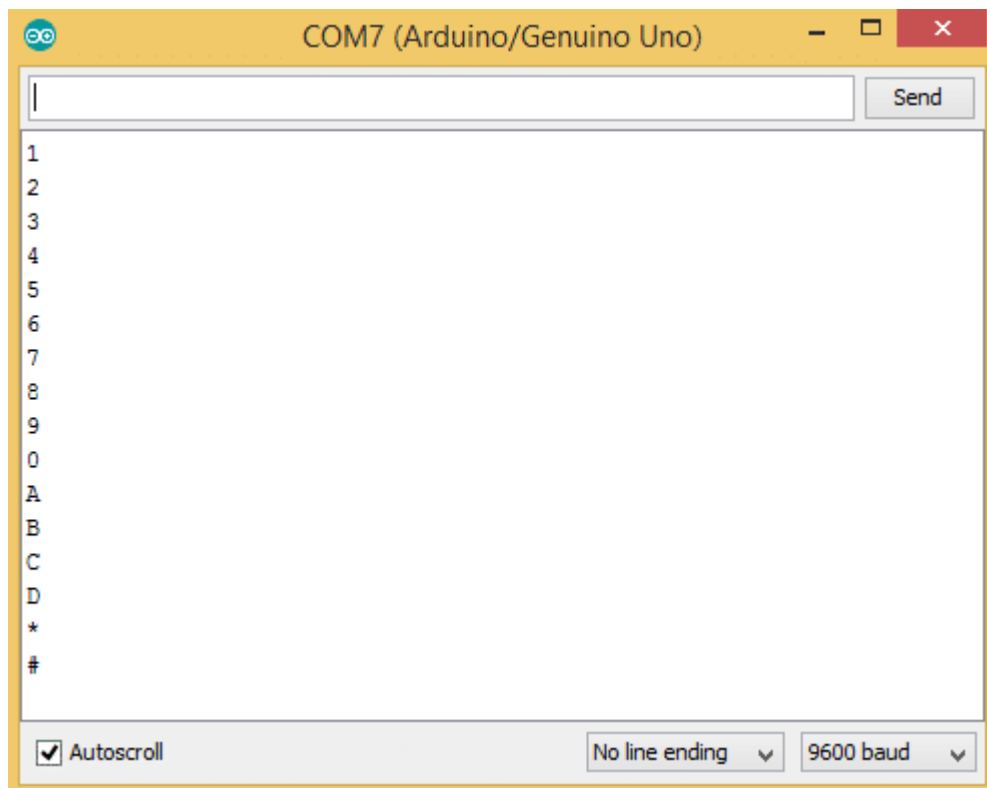 COM7 (Arduino/Genuino Uno)
Send
1
2
3
4
5
6
7
8
9
0
A
B
C
D
*
#
Autoscroll
No line ending
9600 baud